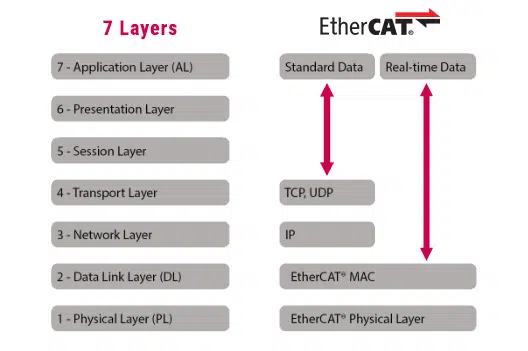 7 Layers
EtherCAT®
7 - Application Layer (AL)
Standard Data
Real-time Data
6 - Presentation Layer
5 - Session Layer
4 - Transport Layer
TCP, UDP
3 - Network Layer
IP
2 - Data Link Layer (DL)
EtherCAT® MAC
1 - Physical Layer (PL)
EtherCAT® Physical Layer